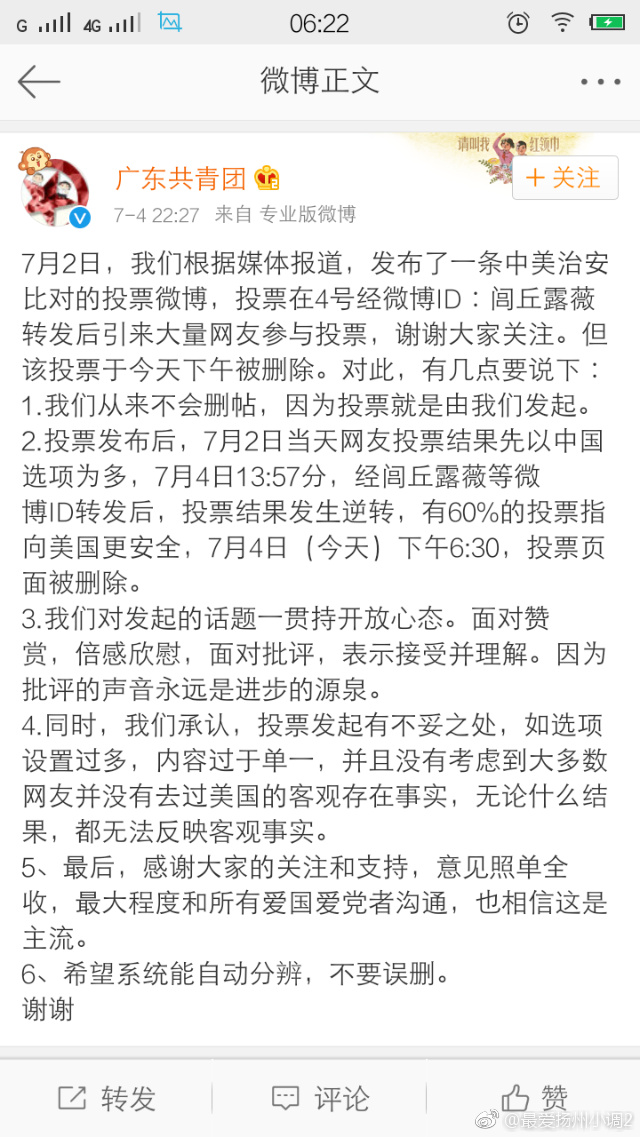 G 4G 06:22
微博正文
请叫我 红领巾
广东共青团
+ 关注
7-4 22:27 来自 专业版微博
7月2日，我们根据媒体报道，发布了一条中美治安
比对的投票微博，投票在4号经微博ID：闾丘露薇
转发后引来大量网友参与投票，谢谢大家关注。但
该投票于今天下午被删除。对此，有几点要说下：
1.我们从来不会删帖，因为投票就是由我们发起。
2.投票发布后，7月2日当天网友投票结果先以中国
选项为多，7月4日13:57分，经闾丘露薇等微
博ID转发后，投票结果发生逆转，有60%的投票指
向美国更安全，7月4日（今天）下午6:30，投票页
面被删除。
3.我们对发起的话题一贯持开放心态。面对赞
赏，倍感欣慰，面对批评，表示接受并理解。因为
批评的声音永远是进步的源泉。
4.同时，我们承认，投票发起有不妥之处，如选项
设置过多，内容过于单一，并且没有考虑到大多数
网友并没有去过美国的客观存在事实，无论什么结
果，都无法反映客观事实。
5、最后，感谢大家的关注和支持，意见照单全
收，最大程度和所有爱国爱党者沟通，也相信这是
主流。
6、希望系统能自动分辨，不要误删。
谢谢
转发 评论 赞
@最爱扬州小调2